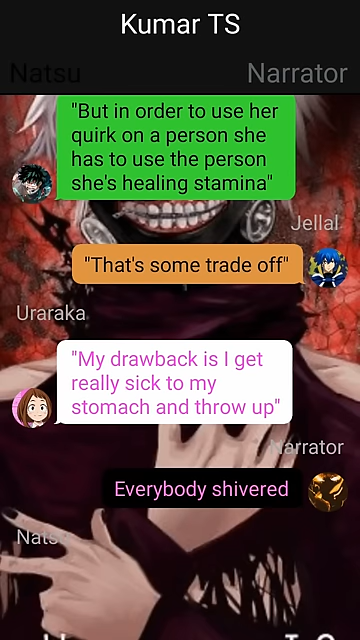 Kumar TS
Natsu
Narrator
"But in order to use her
quirk on a person she
has to use the person
she's healing stamina"
Jellal
"That's some trade off"
Uraraka
"My drawback is I get
really sick to my
stomach and throw up"
Narrator
Everybody shivered
Natsu